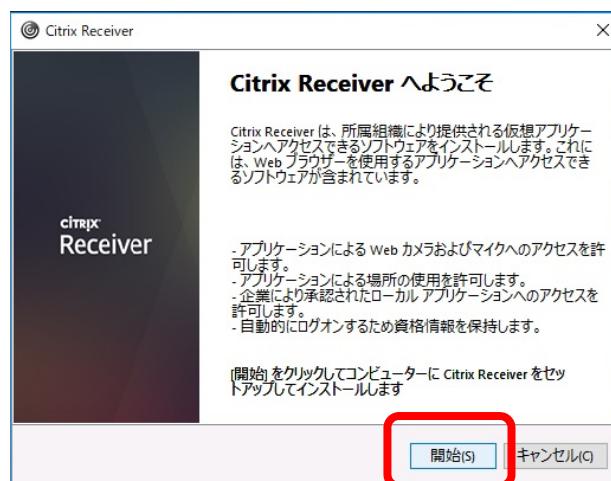 Citrix Receiver
Citrix Receiver へようこそ
Citrix Receiver は、所属組織により提供される仮想アプリケー
ションへアクセスできるソフトウェアをインストールします。これに
は、Web ブラウザーを使用するアプリケーションへアクセスでき
るソフトウェアが含まれています。
CITRIX
Receiver
- アプリケーションによる Web カメラおよびマイクへのアクセスを許
可します。
- アプリケーションによる場所の使用を許可します。
- 企業により承認されたローカル アプリケーションへのアクセスを
許可します。
- 自動的にログオンするため資格情報を保持します。
[開始] をクリックしてコンピューターに Citrix Receiver をセッ
トアップしてインストールします
開始(S)
キャンセル(C)